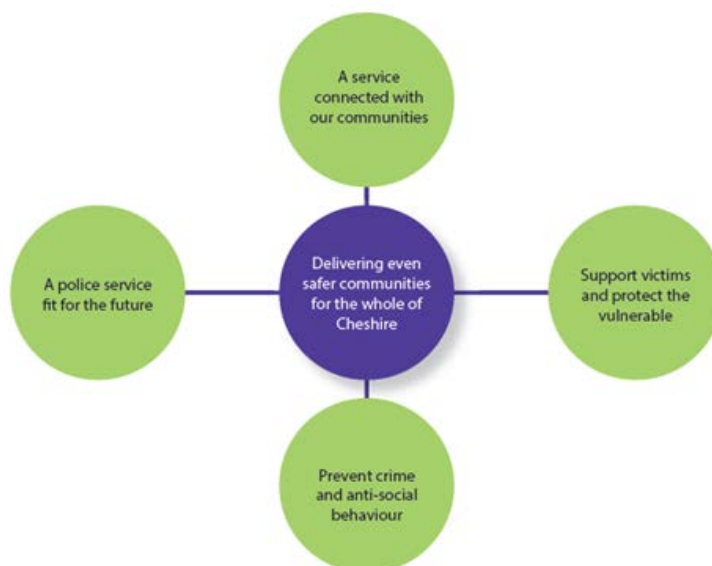 A service
connected with
our communities
A police service
fit for the future
Delivering even
safer communities
for the whole of
Cheshire
Support victims
and protect the
vulnerable
Prevent crime
and anti-social
behaviour